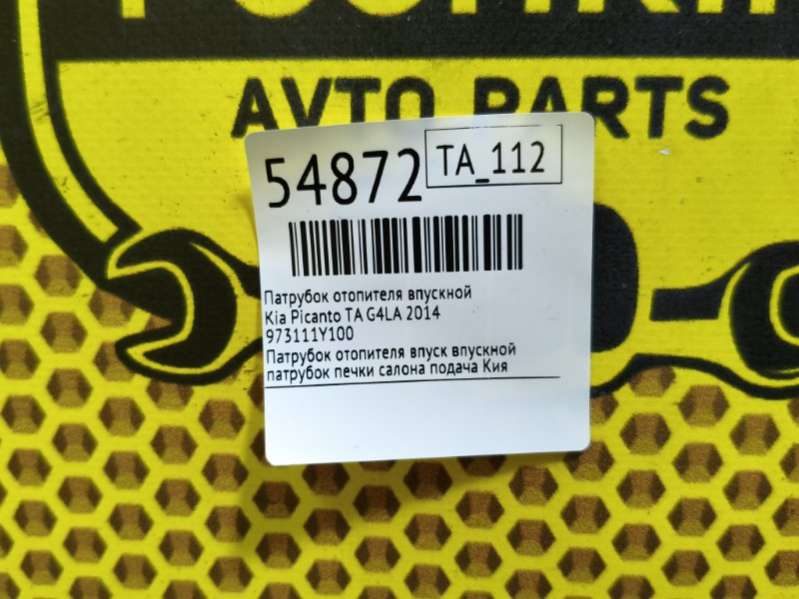 AVTO PARTS
54872
TA_112
Патрубок отопителя впускной
Kia Picanto TA G4LA 2014
973111Y100
Патрубок отопителя впуск впускной
патрубок печки салона подача Кия